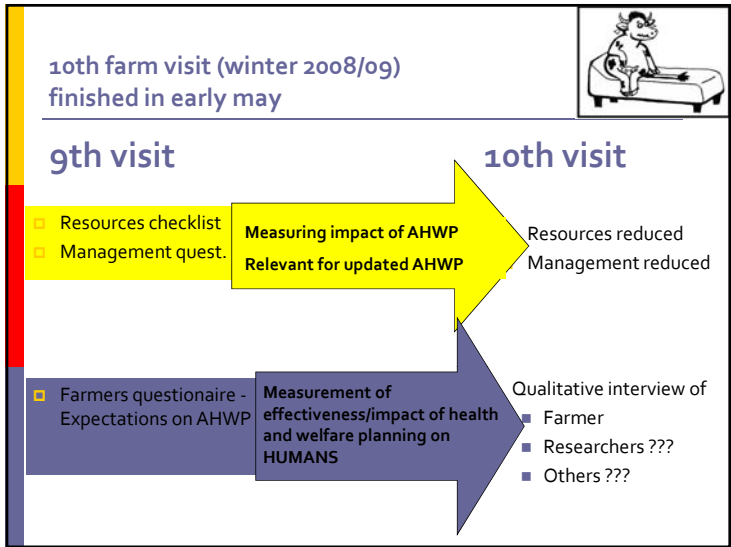 10th farm visit (winter 2008/09)
finished in early may
9th visit
10th visit
Resources checklist
Management quest.
Measuring impact of AHWP
Relevant for updated AHWP
Resources reduced
Management reduced
Farmers questionaire -
Expectations on AHWP
Measurement of
effectiveness/impact of health
and welfare planning on
HUMANS
Qualitative interview of
Farmer
Researchers ???
Others ???